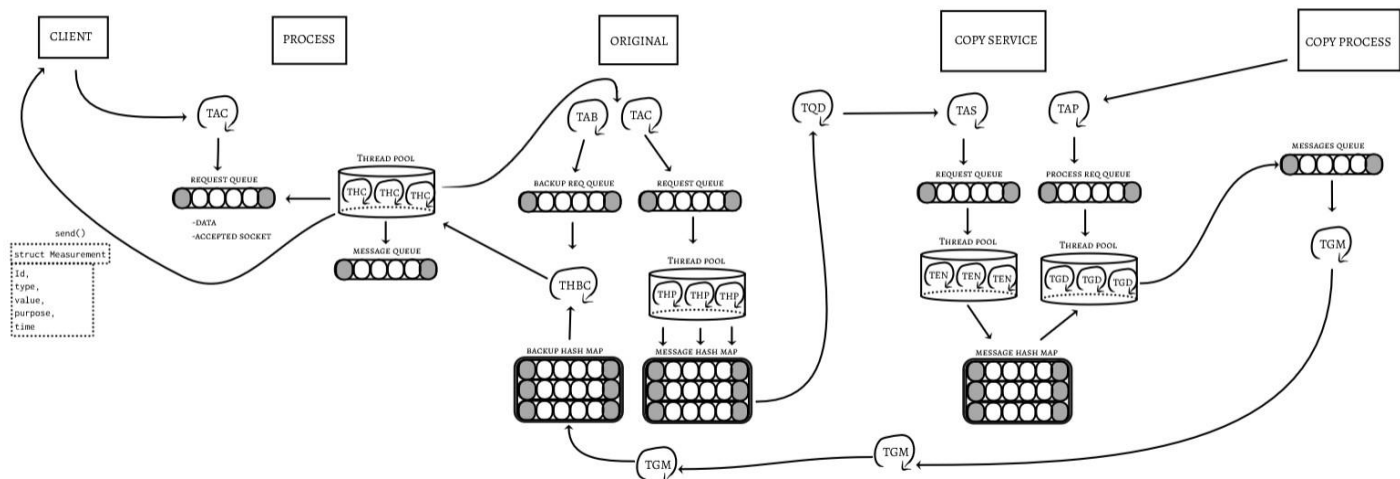 CLIENT
PROCESS
ORIGINAL
COPY SERVICE
COPY PROCESS
TAC
TAB
TAC
TQD
TAS
TAP
MESSAGES QUEUE
THREAD POOL
REQUEST QUEUE
THC
THC
THC
BACKUP REQ QUEUE
REQUEST QUEUE
REQUEST QUEUE
PROCESS REQ QUEUE
-DATA
-ACCEPTED SOCKET
send()
struct Measurement
Id,
type,
value,
purpose,
time
MESSAGE QUEUE
THBC
THREAD POOL
THP
THP
THP
THREAD POOL
TEN
TEN
TEN
THREAD POOL
TGD
TGD
TGD
TGM
BACKUP HASH MAP
MESSAGE HASH MAP
MESSAGE HASH MAP
TGM
TGM